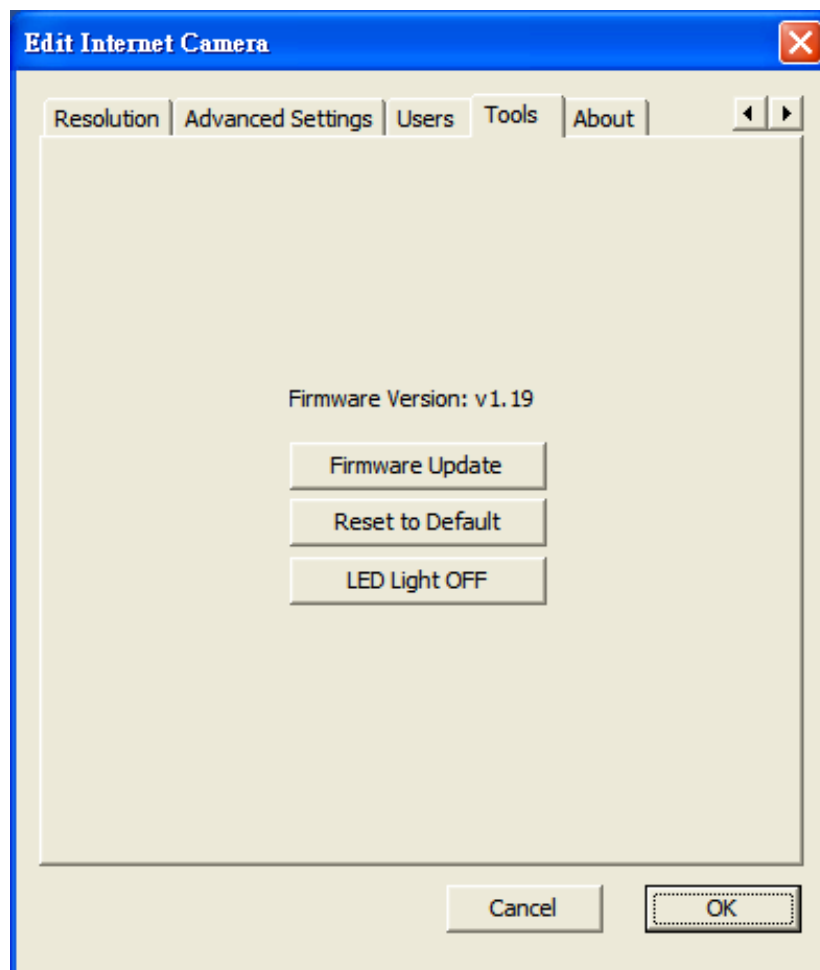 Edit Internet Camera
Resolution Advanced Settings Users Tools About
Firmware Version: v1.19
Firmware Update
Reset to Default
LED Light OFF
Cancel OK